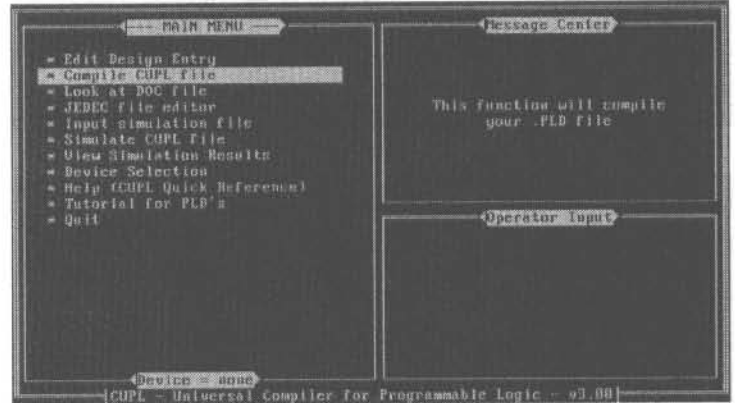 --- MAIN MENU ---
Edit Design Entry
Compile CUPL file
Look at DOC file
JEDEC file editor
Input simulation file
Simulate CUPL file
View Simulation Results
Device Selection
Help (CUPL Quick Reference)
Tutorial for PLD's
Quit
Device = none
Message Center
This function will compile
your .PLD file
Operator Input
CUPL - Universal Compiler for Programmable Logic - v3.00